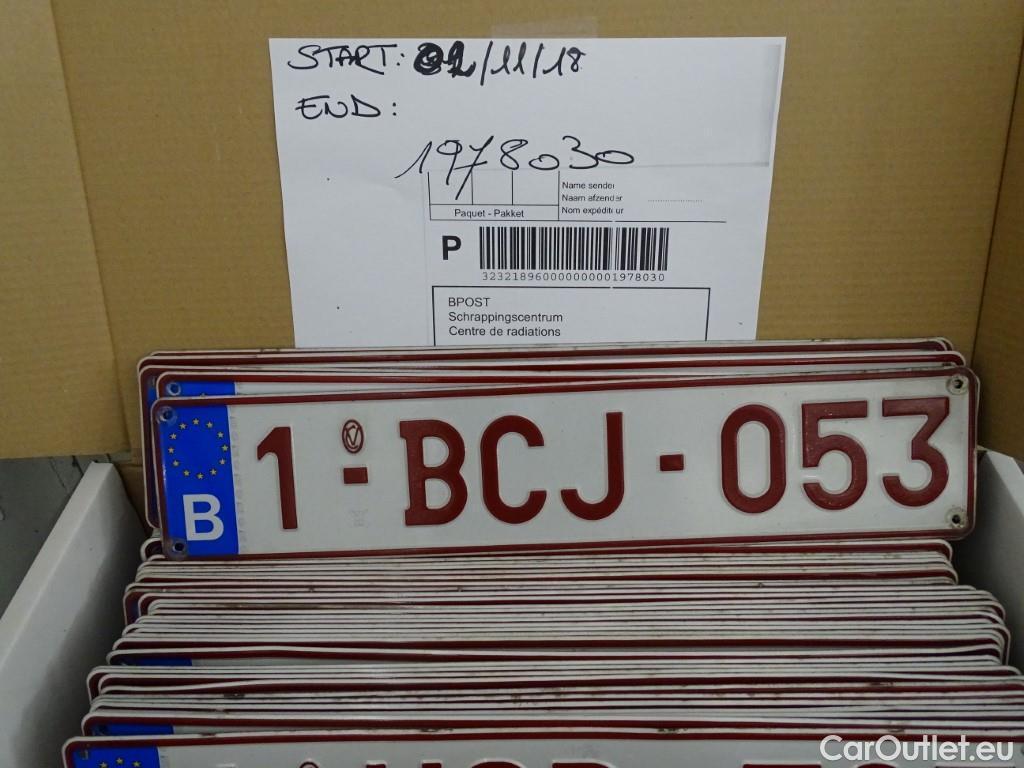 START: 02/11/18
END:
1978030
Name sender
Naam afzender
Paquet - Pakket Nom expéditeur
P
323218960000000001978030
BPOST
Schrappingscentrum
Centre de radiations
B 1-BCJ-053
CarOutlet.eu